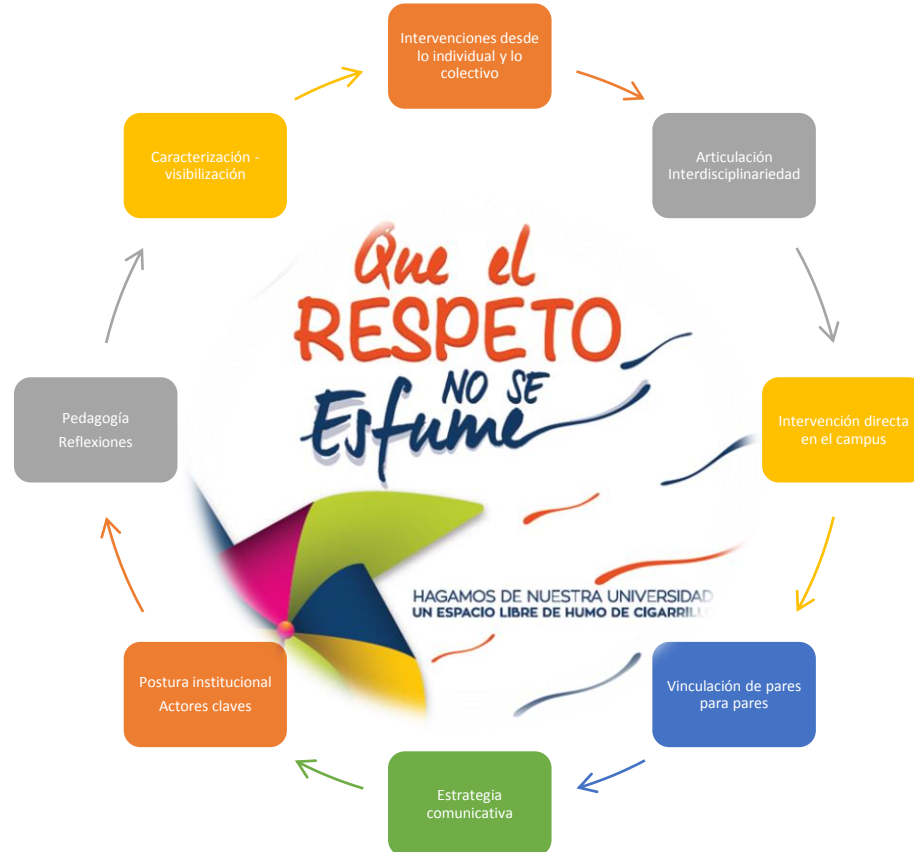 Intervenciones desde
lo individual y lo
colectivo
Articulación
Interdisciplinariedad
Intervención directa
en el campus
Vinculación de pares
para pares
Estrategia
comunicativa
Postura institucional
Actores claves
Pedagogía
Reflexiones
Caracterización -
visibilización
Que el
RESPETO
NO SE
Esfume
HAGAMOS DE NUESTRA UNIVERSIDAD
UN ESPACIO LIBRE DE HUMO DE CIGARRILLO